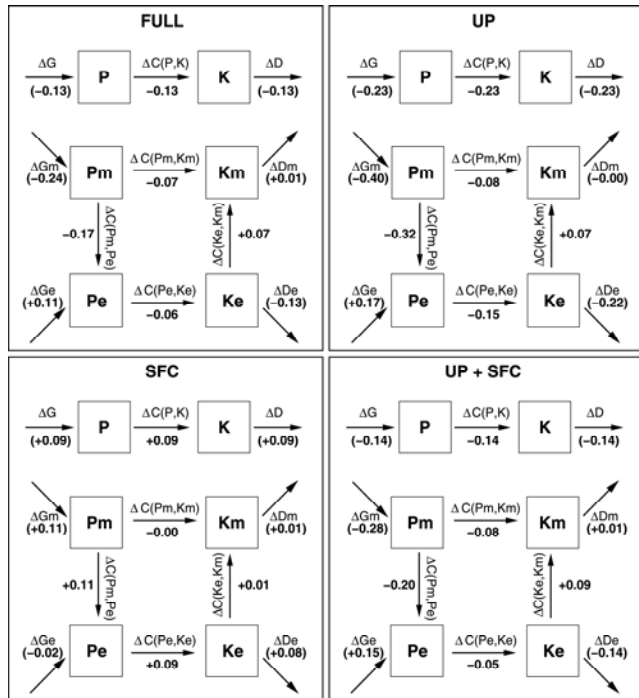 FULL
ΔG ΔC(P,K) ΔD
P K
(−0.13) −0.13 (−0.13)
ΔC(Pm,Km)
ΔGm Pm Km ΔDm
(−0.24) −0.07 (+0.01)
−0.17 ΔC(Pm,Pe) ΔC(Ke,Km) +0.07
ΔGe ΔC(Pe,Ke) ΔDe
(+0.11) Pe Ke (−0.13)
−0.06
UP
ΔG ΔC(P,K) ΔD
P K
(−0.23) −0.23 (−0.23)
ΔC(Pm,Km)
ΔGm Pm Km ΔDm
(−0.40) −0.08 (−0.00)
−0.32 ΔC(Pm,Pe) ΔC(Ke,Km) +0.07
ΔGe ΔC(Pe,Ke) ΔDe
(+0.17) Pe Ke (−0.22)
−0.15
SFC
ΔG ΔC(P,K) ΔD
P K
(+0.09) +0.09 (+0.09)
ΔC(Pm,Km)
ΔGm Pm Km ΔDm
(+0.11) −0.00 (+0.01)
+0.11 ΔC(Pm,Pe) ΔC(Ke,Km) +0.01
ΔGe ΔC(Pe,Ke) ΔDe
(−0.02) Pe Ke (+0.08)
+0.09
UP + SFC
ΔG ΔC(P,K) ΔD
P K
(−0.14) −0.14 (−0.14)
ΔC(Pm,Km)
ΔGm Pm Km ΔDm
(−0.28) −0.08 (+0.01)
−0.20 ΔC(Pm,Pe) ΔC(Ke,Km) +0.09
ΔGe ΔC(Pe,Ke) ΔDe
(+0.15) Pe Ke (−0.14)
−0.05